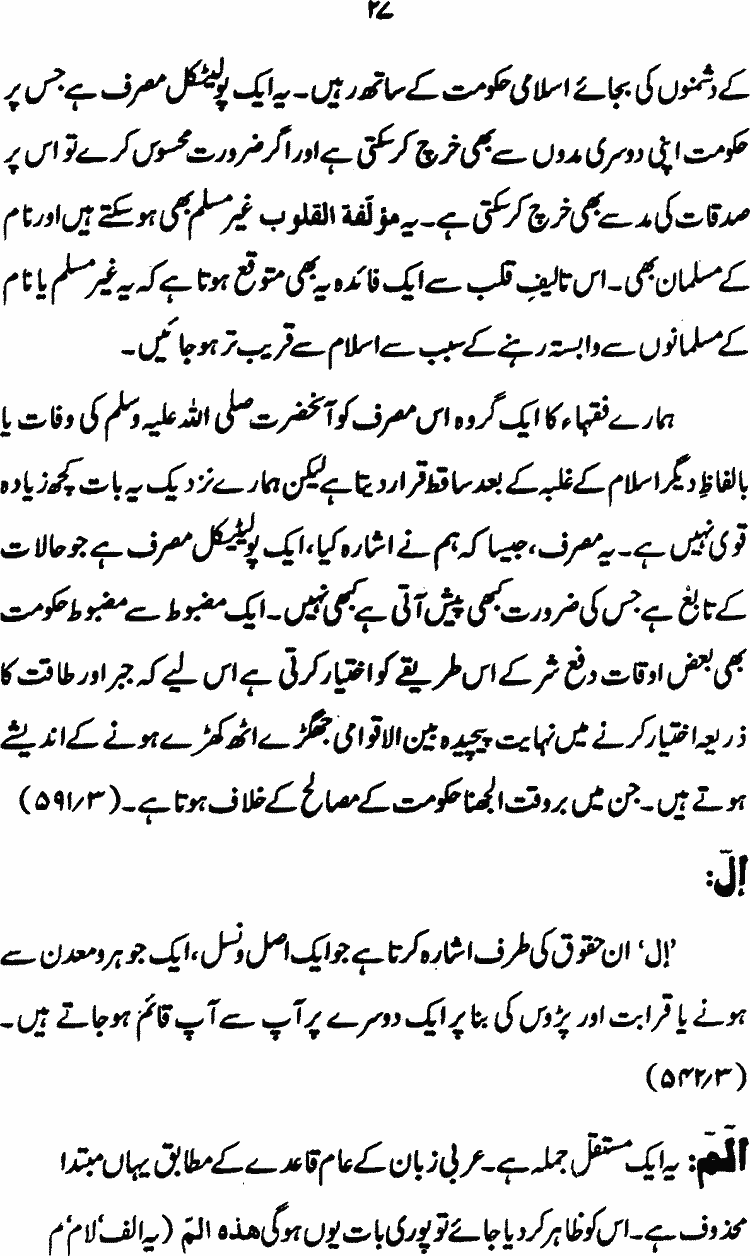 ۲۷
کے دشمنوں کی بجائے اسلامی حکومت کے ساتھ رہیں۔ یہ ایک پولیٹکل مصرف ہے جس پر
حکومت اپنی دوسری مدوں سے بھی خرچ کر سکتی ہے اور اگر ضرورت محسوس کرے تو اس پر
صدقات کی مد سے بھی خرچ کر سکتی ہے۔ یہ مؤلّفة القلوب غیر مسلم بھی ہو سکتے ہیں اور نام
کے مسلمان بھی۔ اس تالیفِ قلب سے ایک فائدہ یہ بھی متوقع ہوتا ہے کہ یہ غیر مسلم یا نام
کے مسلمانوں سے وابستہ رہنے کے سبب سے اسلام سے قریب تر ہو جائیں۔
ہمارے فقہاء کا ایک گروہ اس مصرف کو آنحضرت صلی اللہ علیہ وسلم کی وفات یا
بالفاظِ دیگر اسلام کے غلبہ کے بعد ساقط قرار دیتا ہے لیکن ہمارے نزدیک یہ بات کچھ زیادہ
قوی نہیں ہے۔ یہ مصرف، جیسا کہ ہم نے اشارہ کیا، ایک پولیٹیکل مصرف ہے جو حالات
کے تابع ہے جس کی ضرورت کبھی پیش آتی ہے کبھی نہیں۔ ایک مضبوط سے مضبوط حکومت
بھی بعض اوقات دفع شر کے اس طریقے کو اختیار کرتی ہے اس لیے کہ جبر اور طاقت کا
ذریعہ اختیار کرنے میں نہایت پیچیدہ بین الاقوامی جھگڑے اٹھ کھڑے ہونے کے اندیشے
ہوتے ہیں۔ جن میں بروقت الجھنا حکومت کے مصالح کے خلاف ہوتا ہے۔ (۵۹۱/۳)
إلّ:
’إل‘ ان حقوق کی طرف اشارہ کرتا ہے جو ایک اصل و نسل، ایک جوہر و معدن سے
ہونے یا قرابت اور پڑوس کی بنا پر ایک دوسرے پر آپ سے آپ قائم ہو جاتے ہیں۔
(۵۴۲/۳)
الٓمّٓ: یہ ایک مستقل جملہ ہے۔ عربی زبان کے عام قاعدے کے مطابق یہاں مبتدا
محذوف ہے۔ اس کو ظاہر کر دیا جائے تو پوری بات یوں ہوگی هذه المّ (یہ الف‘ لام‘ م